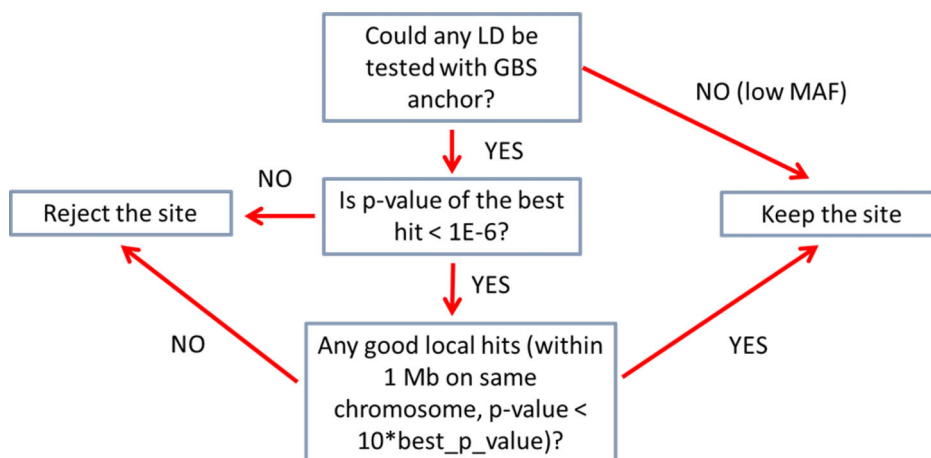 Could any LD be
tested with GBS
anchor?
NO (low MAF)
YES
NO
Reject the site
Is p-value of the best
hit < 1E-6?
Keep the site
YES
NO
Any good local hits (within
1 Mb on same
chromosome, p-value <
10*best_p_value)?
YES